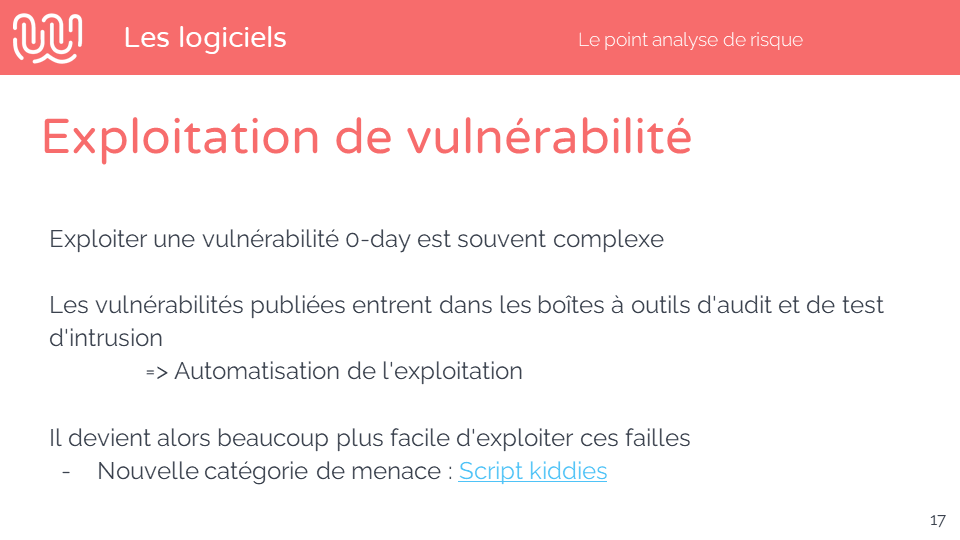 Les logiciels
Le point analyse de risque
Exploitation de vulnérabilité
Exploiter une vulnérabilité 0-day est souvent complexe
Les vulnérabilités publiées entrent dans les boîtes à outils d'audit et de test
d'intrusion
=> Automatisation de l'exploitation
Il devient alors beaucoup plus facile d'exploiter ces failles
- Nouvelle catégorie de menace : Script kiddies
17